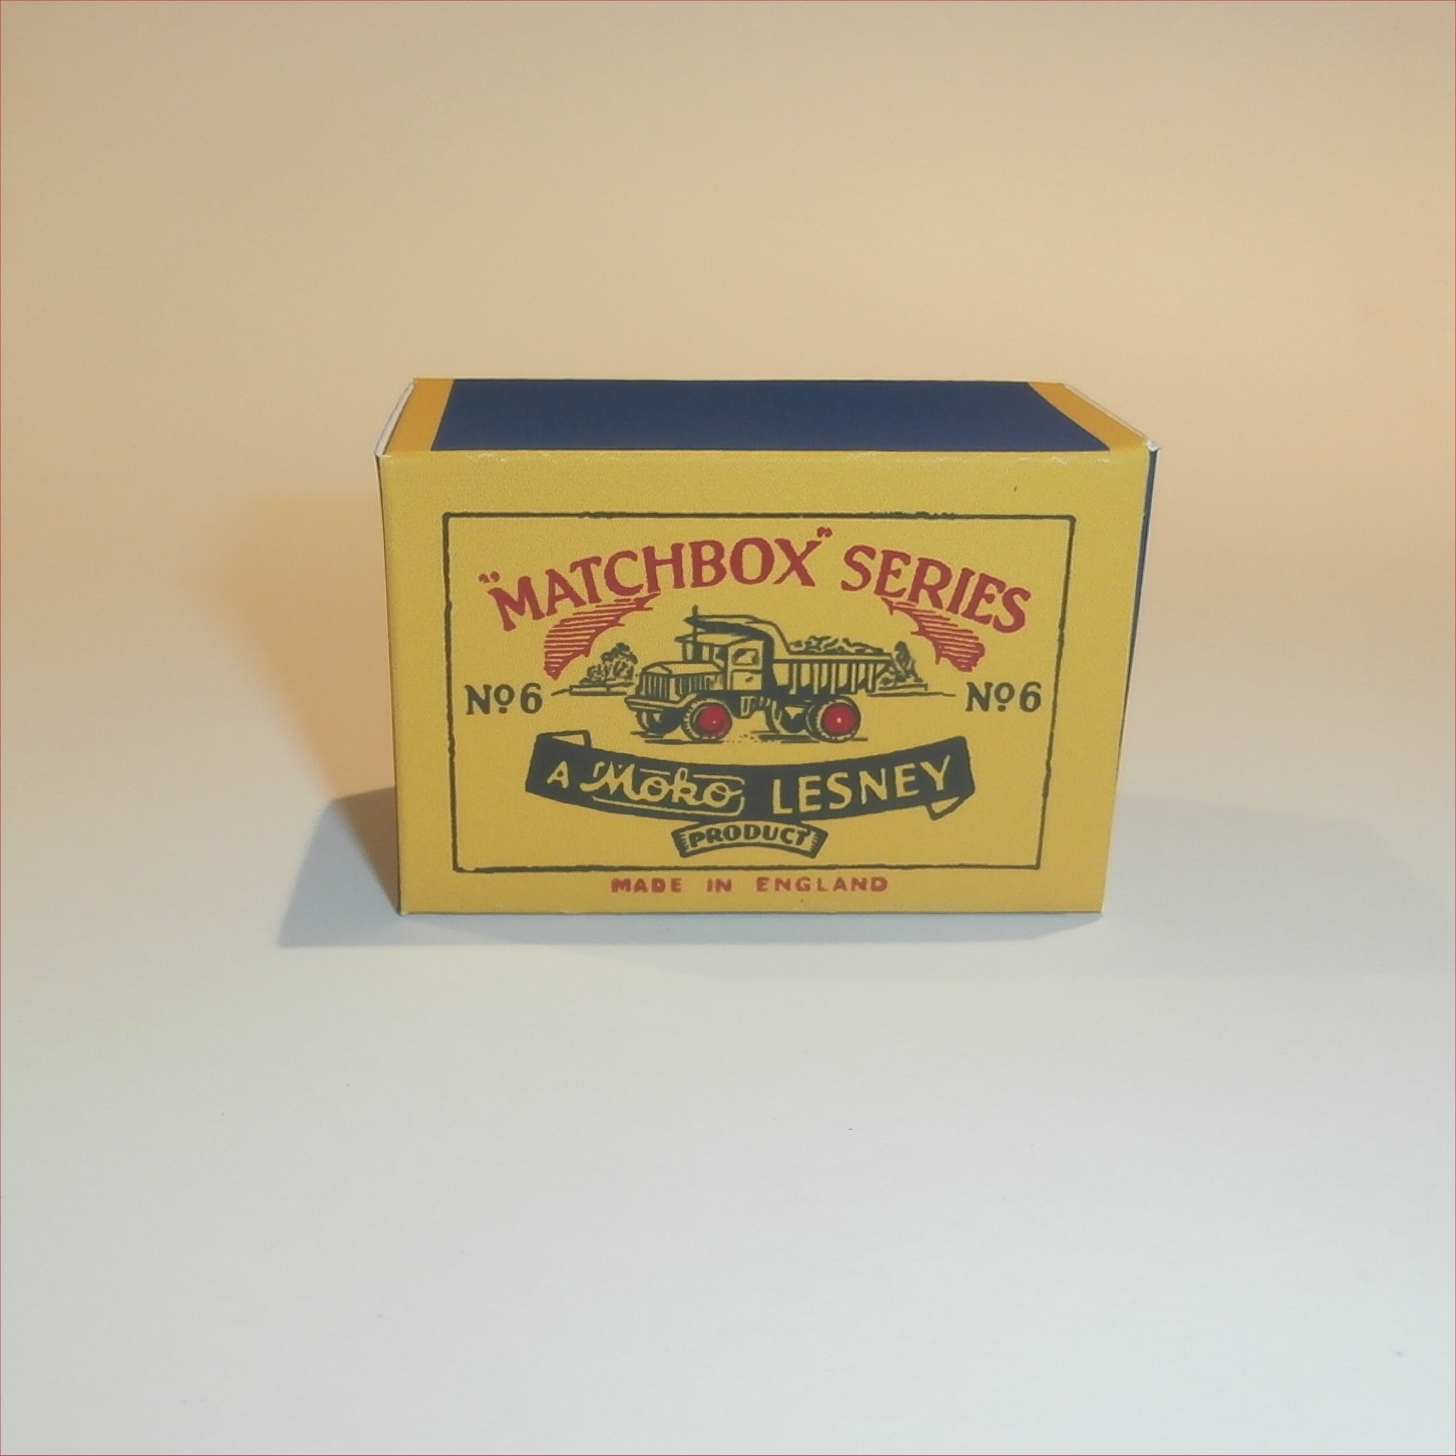 "MATCHBOX" SERIES
Nº6 Nº6
A Moko LESNEY
PRODUCT
MADE IN ENGLAND